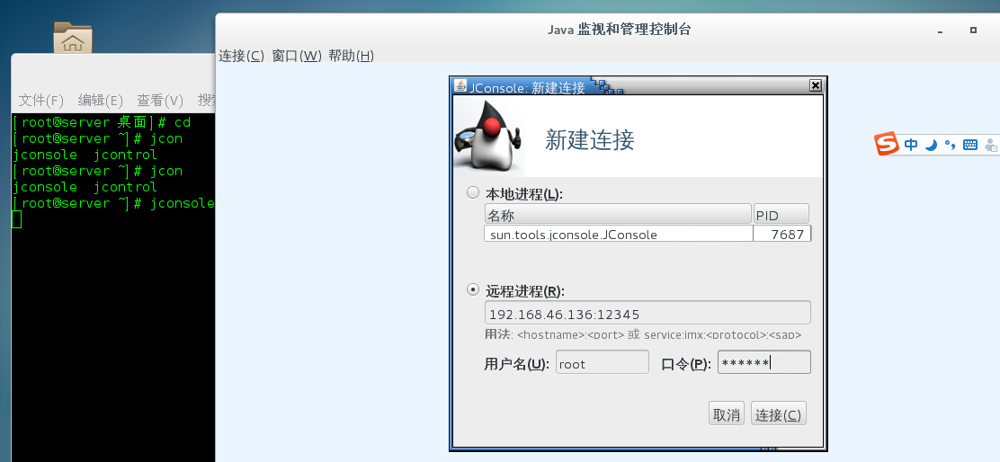 Java 监视和管理控制台
连接(C) 窗口(W) 帮助(H)
文件(F) 编辑(E) 查看(V)
[root@server 桌面]# cd
[root@server ~]# jcon
jconsole jcontrol
[root@server ~]# jcon
jconsole jcontrol
[root@server ~]# jconsole
JConsole: 新建连接
新建连接
本地进程(L):
名称 PID
sun.tools.jconsole.JConsole 7687
远程进程(R):
192.168.46.136:12345
用法: <hostname>:<port> 或 service:jmx:<protocol>:<sap>
用户名(U): root 口令(P): ******
取消 连接(C)
S 中